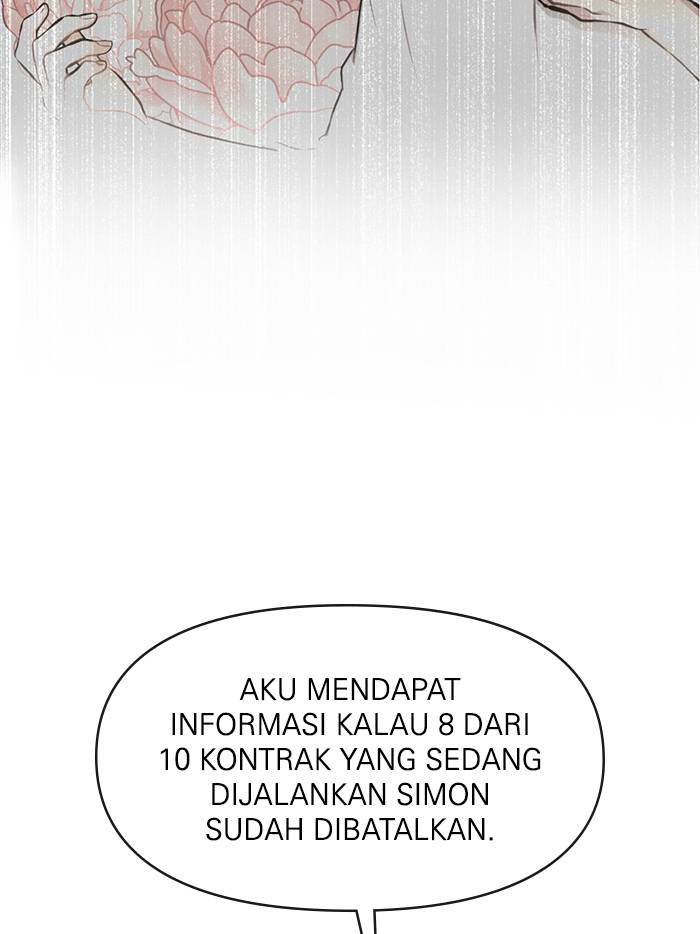 AKU MENDAPAT
INFORMASI KALAU 8 DARI
10 KONTRAK YANG SEDANG
DIJALANKAN SIMON
SUDAH DIBATALKAN.